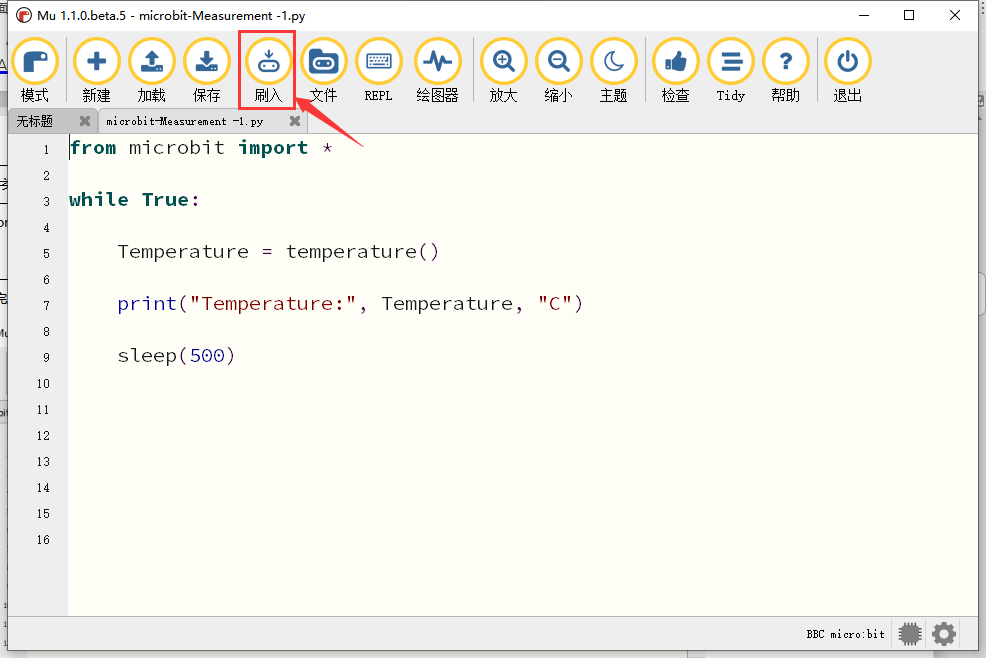 Mu 1.1.0.beta.5 - microbit-Measurement -1.py
模式 新建 加载 保存 刷入 文件 REPL 绘图器 放大 缩小 主题 检查 Tidy 帮助 退出
无标题 microbit-Measurement -1.py
1 from microbit import *
2
3 while True:
4
5 Temperature = temperature()
6
7 print("Temperature:", Temperature, "C")
8
9 sleep(500)
10
11
12
13
14
15
16
BBC micro:bit